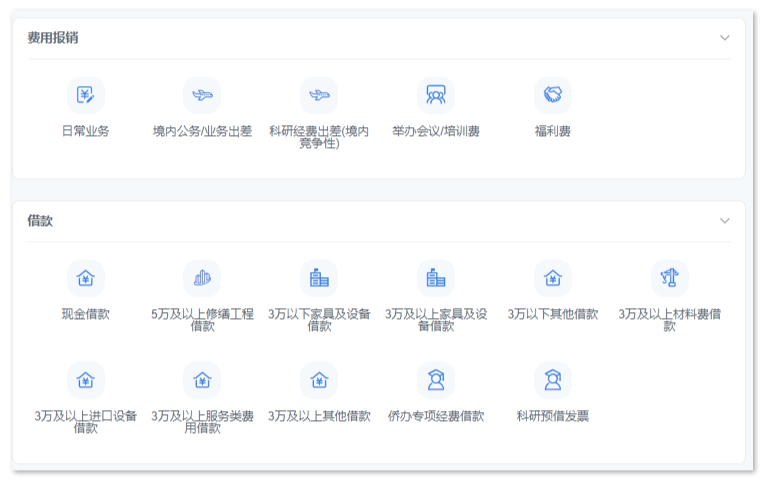 费用报销
日常业务
境内公务/业务出差
科研经费出差(境内
竞争性)
举办会议/培训费
福利费
借款
现金借款
5万及以上修缮工程
借款
3万以下家具及设备
借款
3万及以上家具及设
备借款
3万以下其他借款
3万及以上材料费借
款
3万及以上进口设备
借款
3万及以上服务类费
用借款
3万及以上其他借款
侨办专项经费借款
科研预借发票